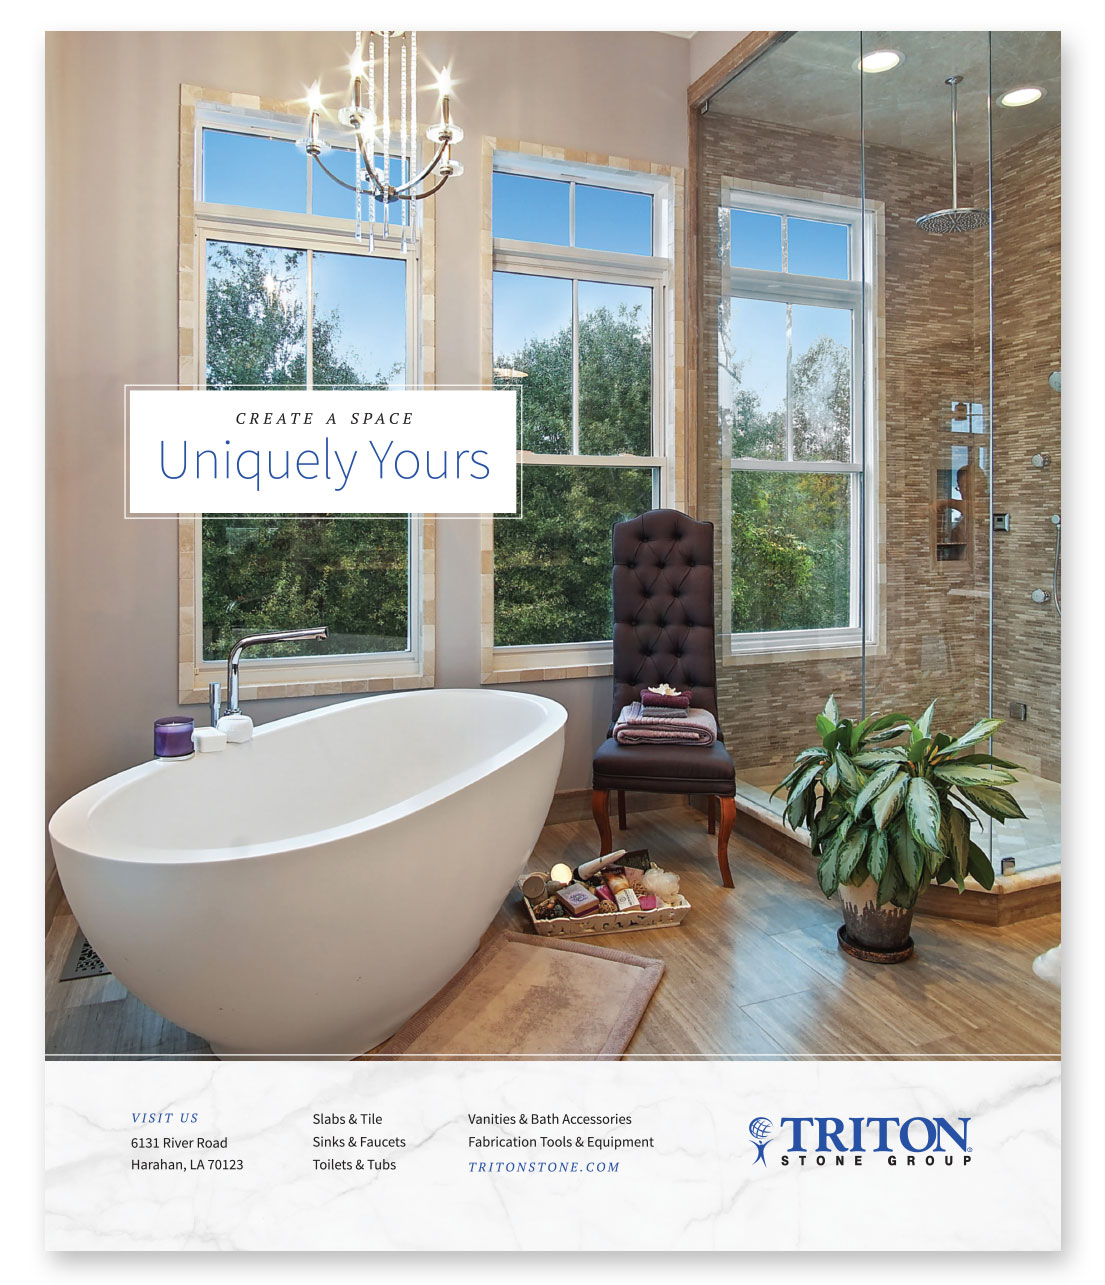 CREATE A SPACE
Uniquely Yours
VISIT US
6131 River Road
Harahan, LA 70123
Slabs & Tile
Sinks & Faucets
Toilets & Tubs
Vanities & Bath Accessories
Fabrication Tools & Equipment
TRITONSTONE.COM
TRITON®
STONE GROUP